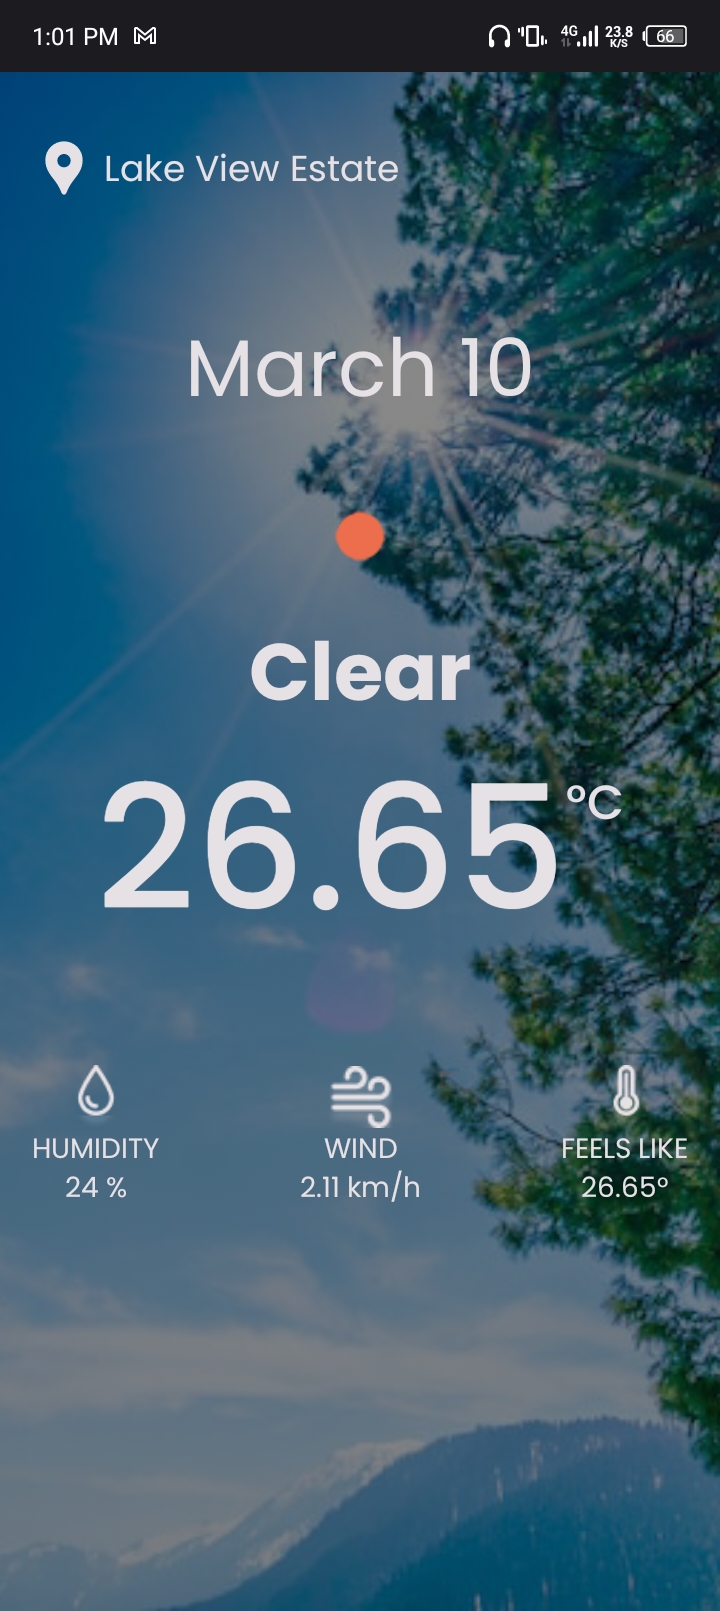 1:01 PM
4G 23.8 K/S 66
Lake View Estate
March 10
Clear
26.65 °C
HUMIDITY WIND FEELS LIKE
24 % 2.11 km/h 26.65°